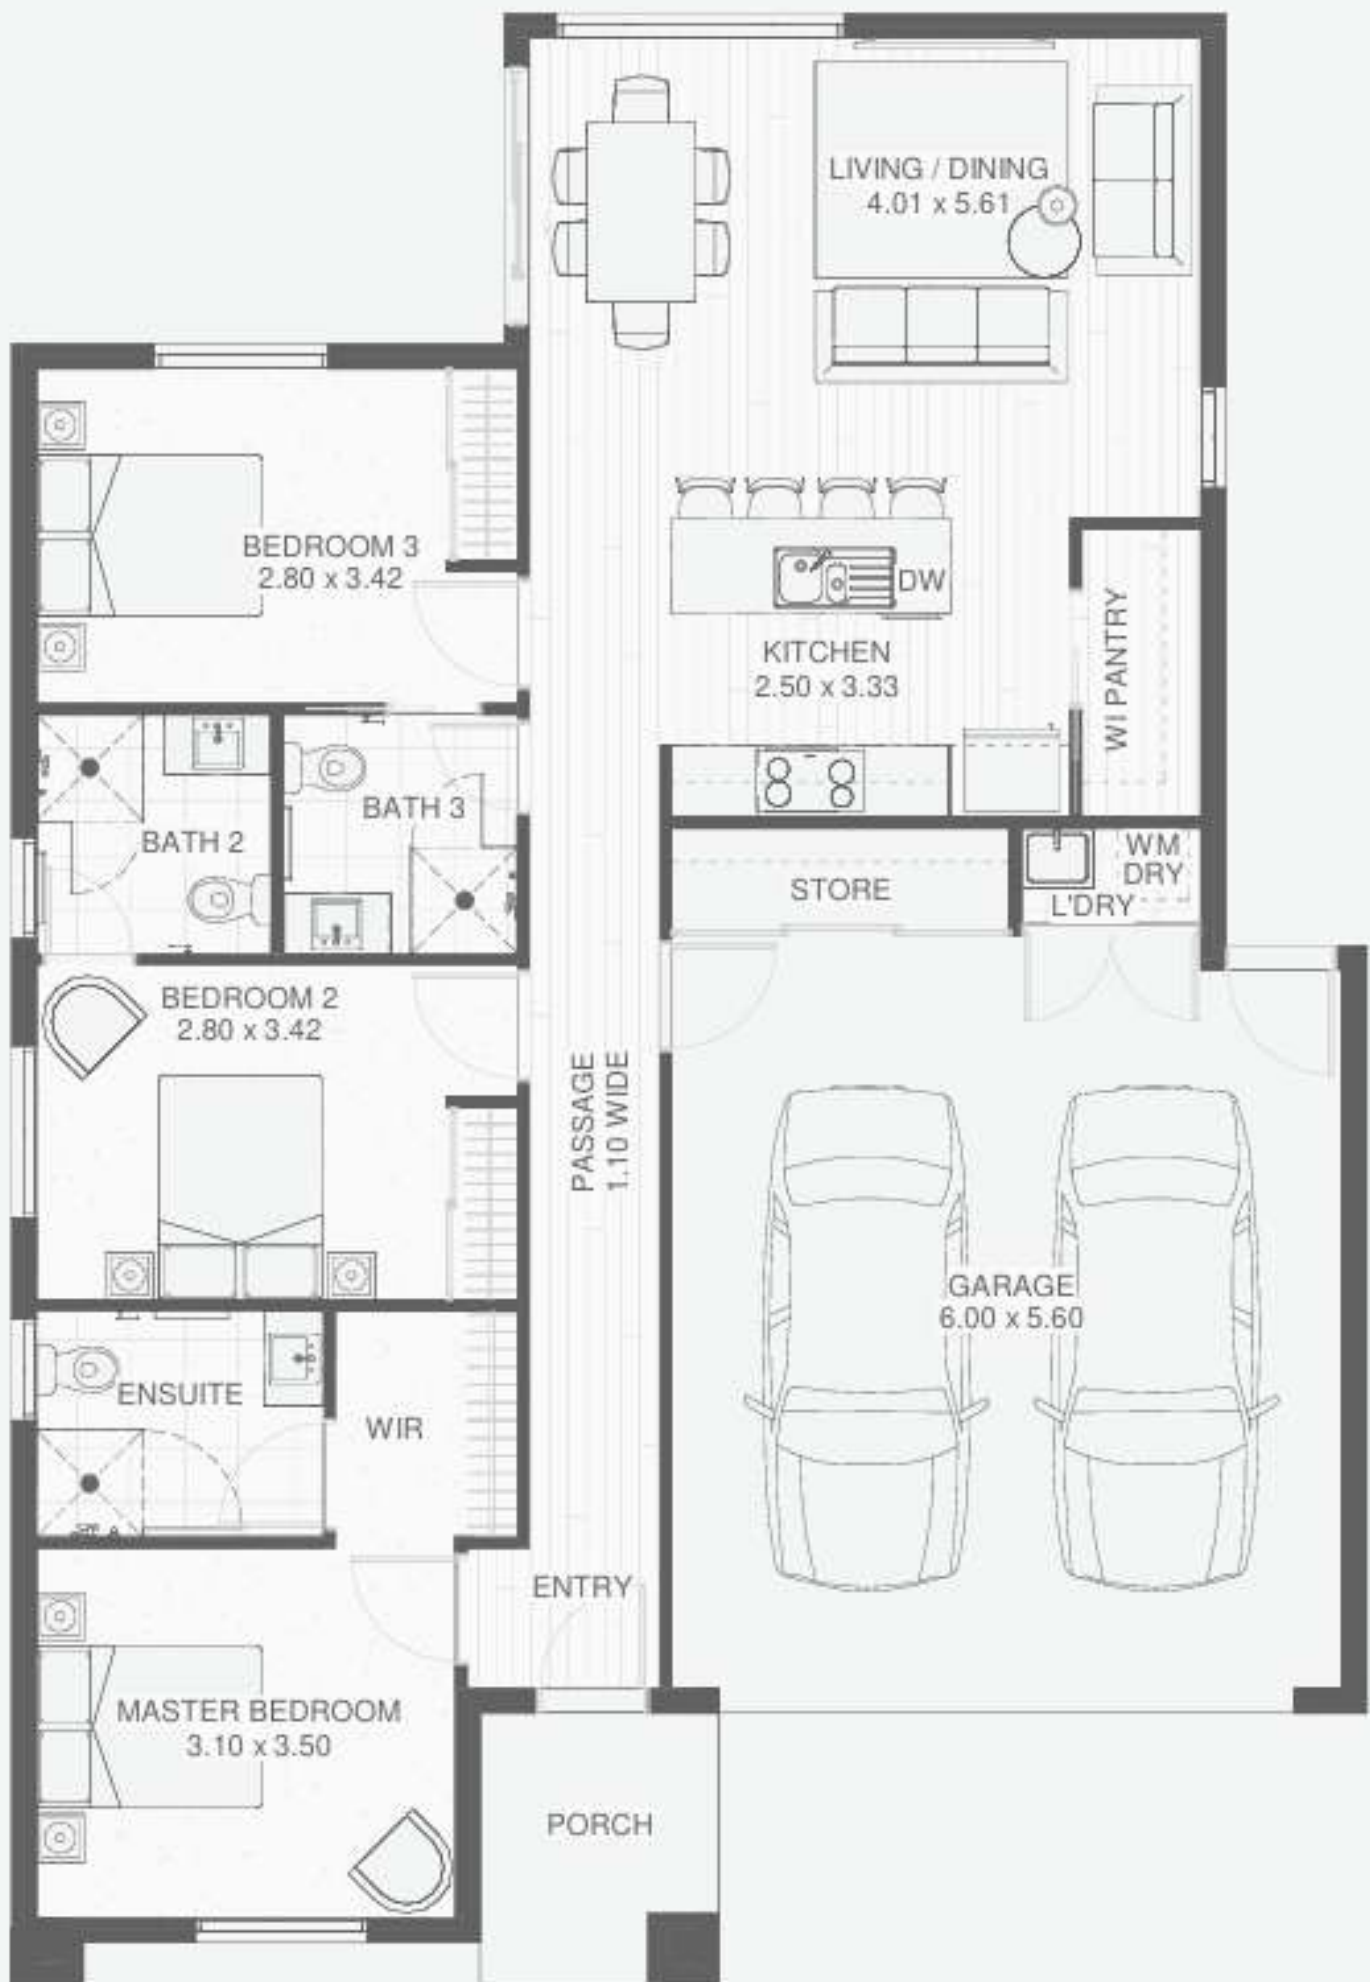 LIVING / DINING
4.01 x 5.61
BEDROOM 3
2.80 x 3.42
DW
KITCHEN
2.50 x 3.33
WI PANTRY
BATH 2
BATH 3
STORE
WM
DRY
L'DRY
BEDROOM 2
2.80 x 3.42
PASSAGE
1.10 WIDE
GARAGE
6.00 x 5.60
ENSUITE
WIR
ENTRY
MASTER BEDROOM
3.10 x 3.50
PORCH